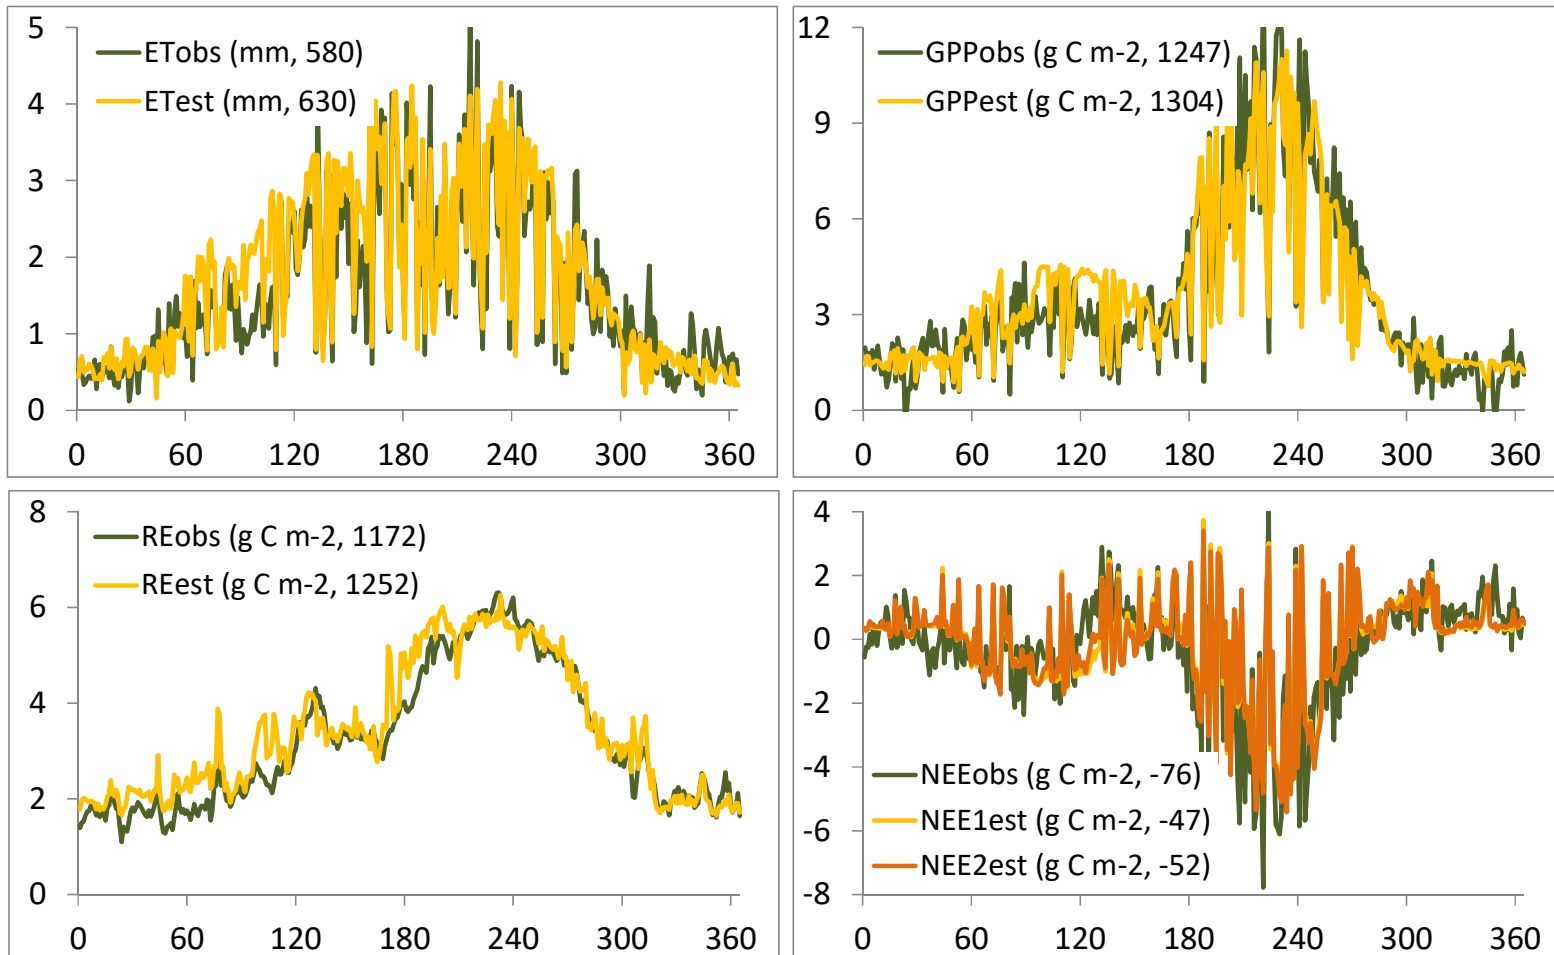 5
4
3
2
1
0
ETobs (mm, 580)
ETest (mm, 630)
0 60 120 180 240 300 360
12
9
6
3
0
GPPobs (g C m-2, 1247)
GPPest (g C m-2, 1304)
0 60 120 180 240 300 360
8
6
4
2
0
REobs (g C m-2, 1172)
REest (g C m-2, 1252)
0 60 120 180 240 300 360
4
2
0
-2
-4
-6
-8
NEEobs (g C m-2, -76)
NEE1est (g C m-2, -47)
NEE2est (g C m-2, -52)
0 60 120 180 240 300 360